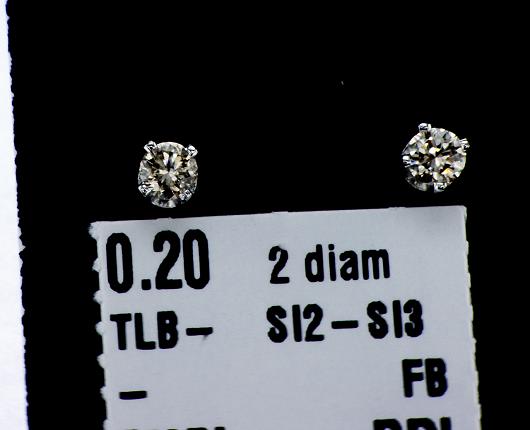 0.20 2 diam
TLB- SI2-SI3
- FB